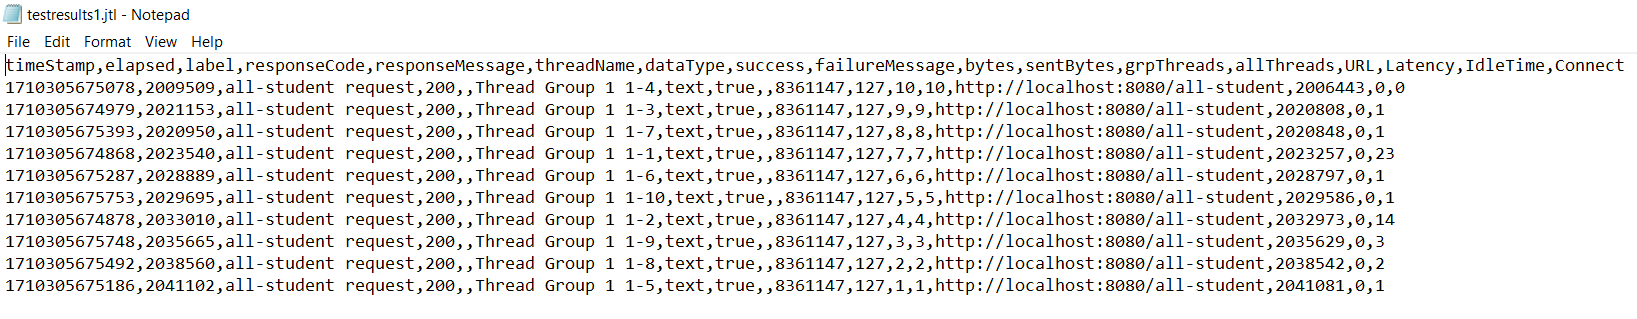 testresults1.jtl - Notepad
File Edit Format View Help
timeStamp,elapsed,label,responseCode,responseMessage,threadName,dataType,success,failureMessage,bytes,sentBytes,grpThreads,allThreads,URL,Latency,IdleTime,Connect
1710305675078,2009509,all-student request,200,,Thread Group 1 1-4,text,true,,8361147,127,10,10,http://localhost:8080/all-student,2006443,0,0
1710305674979,2021153,all-student request,200,,Thread Group 1 1-3,text,true,,8361147,127,9,9,http://localhost:8080/all-student,2020808,0,1
1710305675393,2020950,all-student request,200,,Thread Group 1 1-7,text,true,,8361147,127,8,8,http://localhost:8080/all-student,2020848,0,1
1710305674868,2023540,all-student request,200,,Thread Group 1 1-1,text,true,,8361147,127,7,7,http://localhost:8080/all-student,2023257,0,23
1710305675287,2028889,all-student request,200,,Thread Group 1 1-6,text,true,,8361147,127,6,6,http://localhost:8080/all-student,2028797,0,1
1710305675753,2029695,all-student request,200,,Thread Group 1 1-10,text,true,,8361147,127,5,5,http://localhost:8080/all-student,2029586,0,1
1710305674878,2033010,all-student request,200,,Thread Group 1 1-2,text,true,,8361147,127,4,4,http://localhost:8080/all-student,2032973,0,14
1710305675748,2035665,all-student request,200,,Thread Group 1 1-9,text,true,,8361147,127,3,3,http://localhost:8080/all-student,2035629,0,3
1710305675492,2038560,all-student request,200,,Thread Group 1 1-8,text,true,,8361147,127,2,2,http://localhost:8080/all-student,2038542,0,2
1710305675186,2041102,all-student request,200,,Thread Group 1 1-5,text,true,,8361147,127,1,1,http://localhost:8080/all-student,2041081,0,1